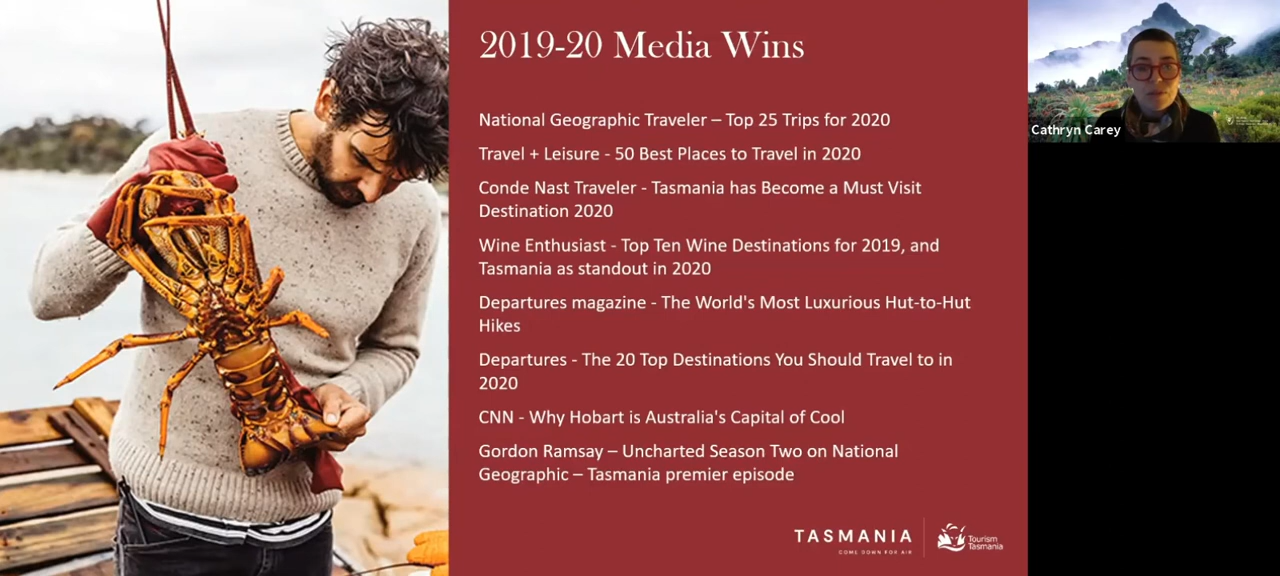 2019-20 Media Wins
National Geographic Traveler – Top 25 Trips for 2020
Travel + Leisure - 50 Best Places to Travel in 2020
Conde Nast Traveler - Tasmania has Become a Must Visit
Destination 2020
Wine Enthusiast - Top Ten Wine Destinations for 2019, and
Tasmania as standout in 2020
Departures magazine - The World's Most Luxurious Hut-to-Hut
Hikes
Departures - The 20 Top Destinations You Should Travel to in
2020
CNN - Why Hobart is Australia's Capital of Cool
Gordon Ramsay – Uncharted Season Two on National
Geographic – Tasmania premier episode
TASMANIA
COME DOWN FOR AIR
Tourism
Tasmania
Cathryn Carey